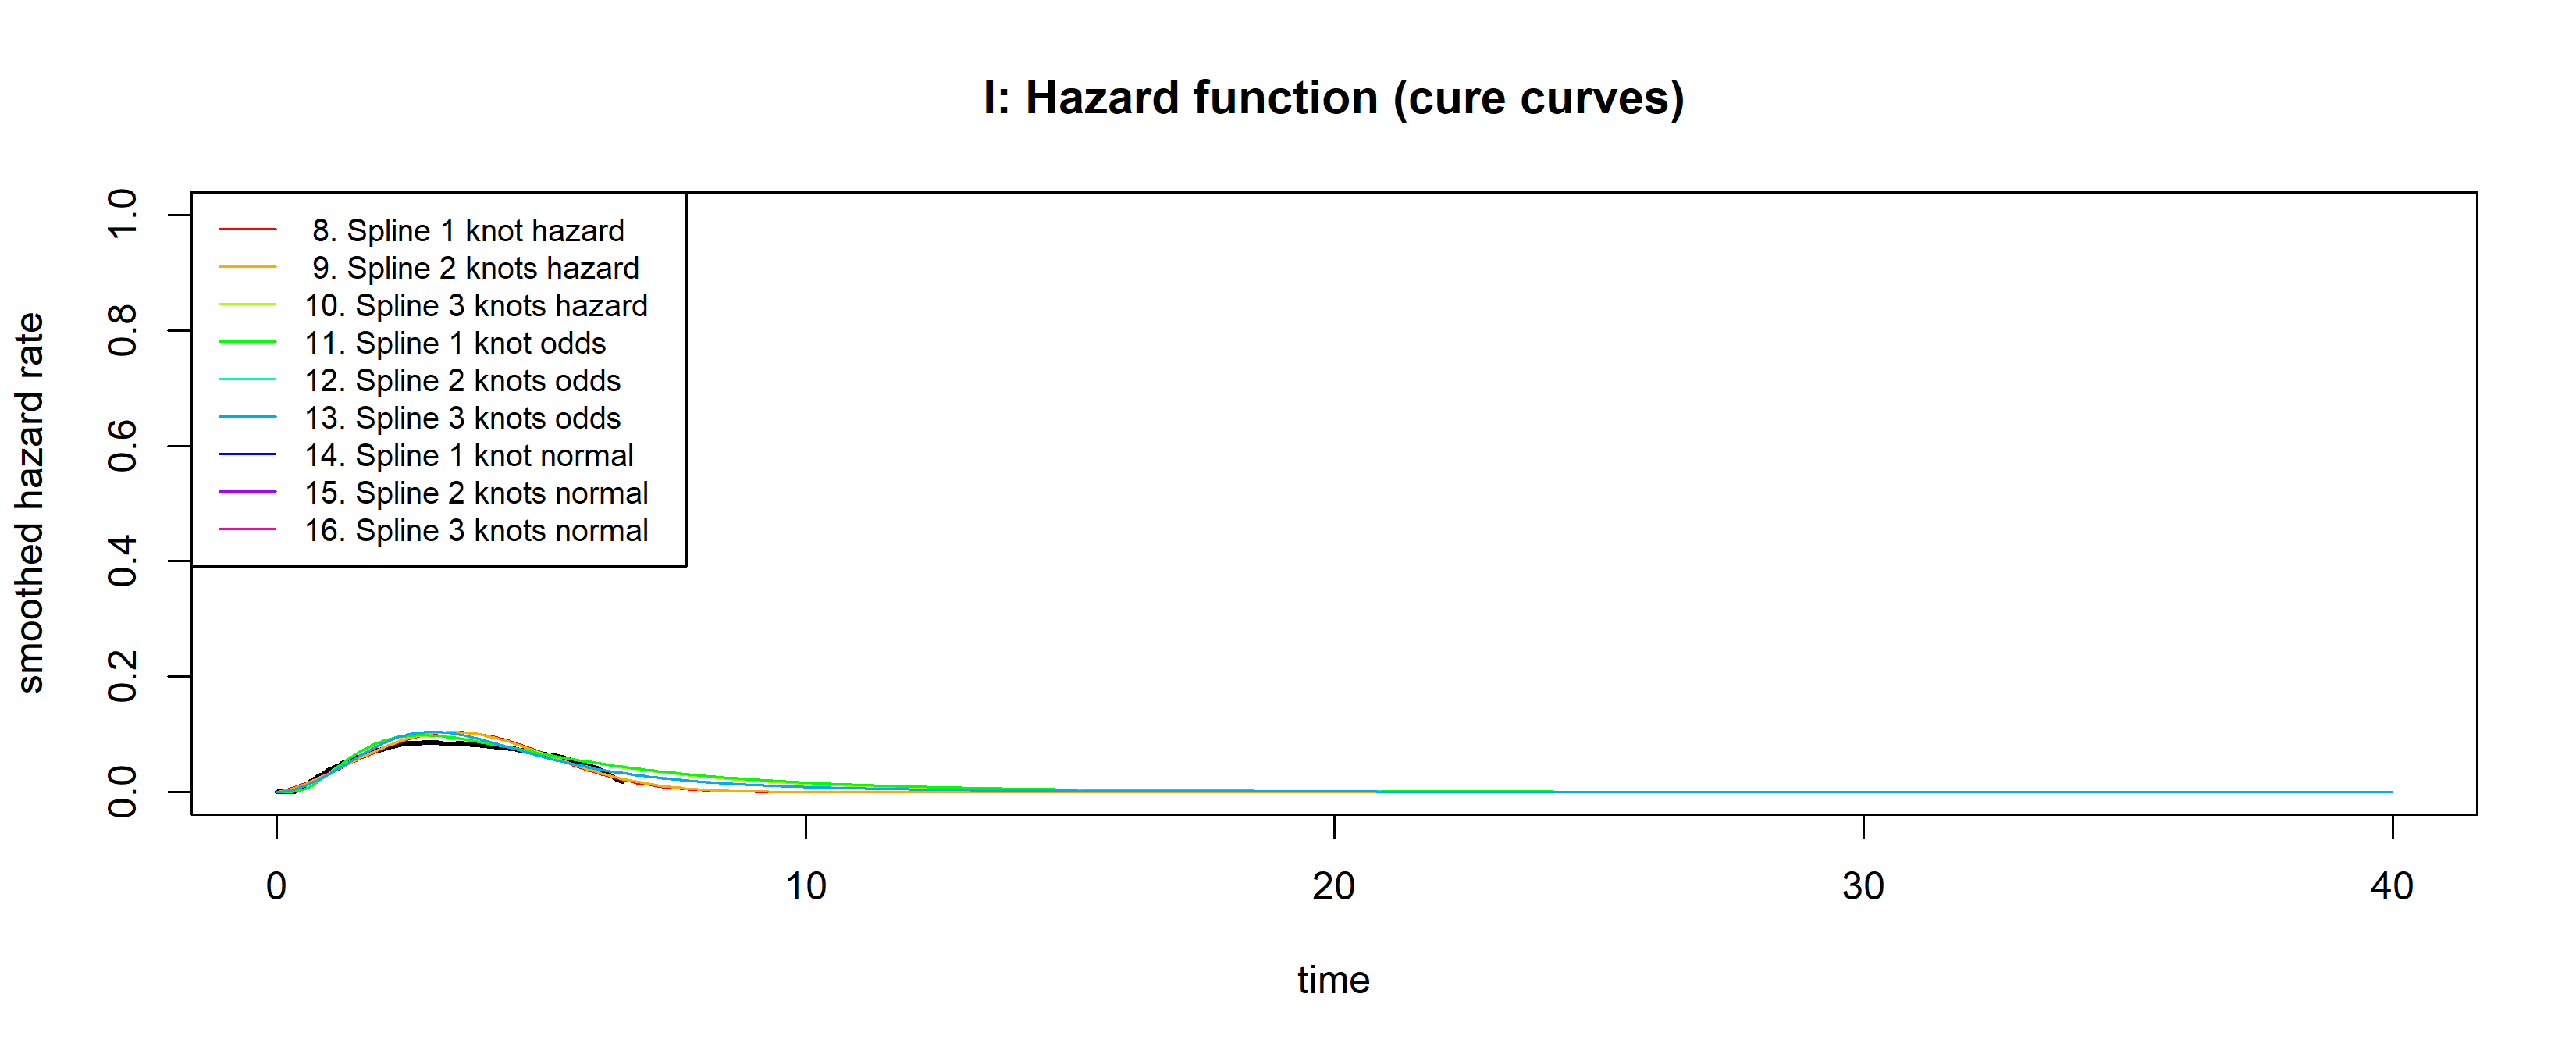 I: Hazard function (cure curves)
smoothed hazard rate
1.0
0.8
0.6
0.4
0.2
0.0
8. Spline 1 knot hazard
9. Spline 2 knots hazard
10. Spline 3 knots hazard
11. Spline 1 knot odds
12. Spline 2 knots odds
13. Spline 3 knots odds
14. Spline 1 knot normal
15. Spline 2 knots normal
16. Spline 3 knots normal
0 10 20 30 40
time